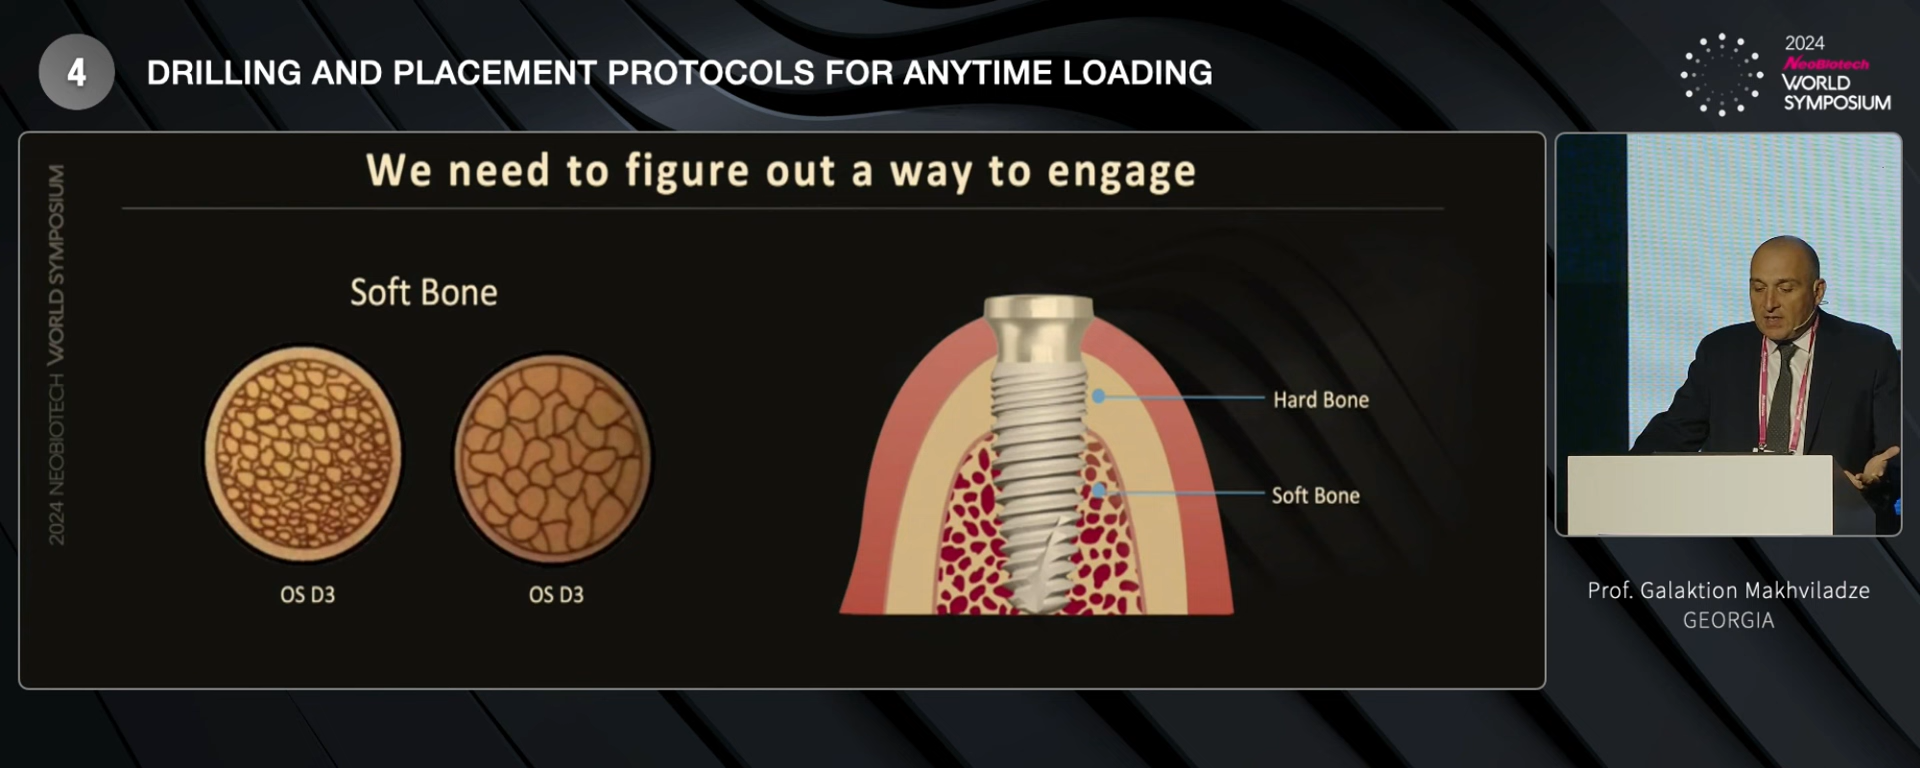 4
DRILLING AND PLACEMENT PROTOCOLS FOR ANYTIME LOADING
2024
NeoBiotech
WORLD
SYMPOSIUM
2024 NEOBIOTECH WORLD SYMPOSIUM
We need to figure out a way to engage
Soft Bone
OS D3
OS D3
Hard Bone
Soft Bone
Prof. Galaktion Makhviladze
GEORGIA